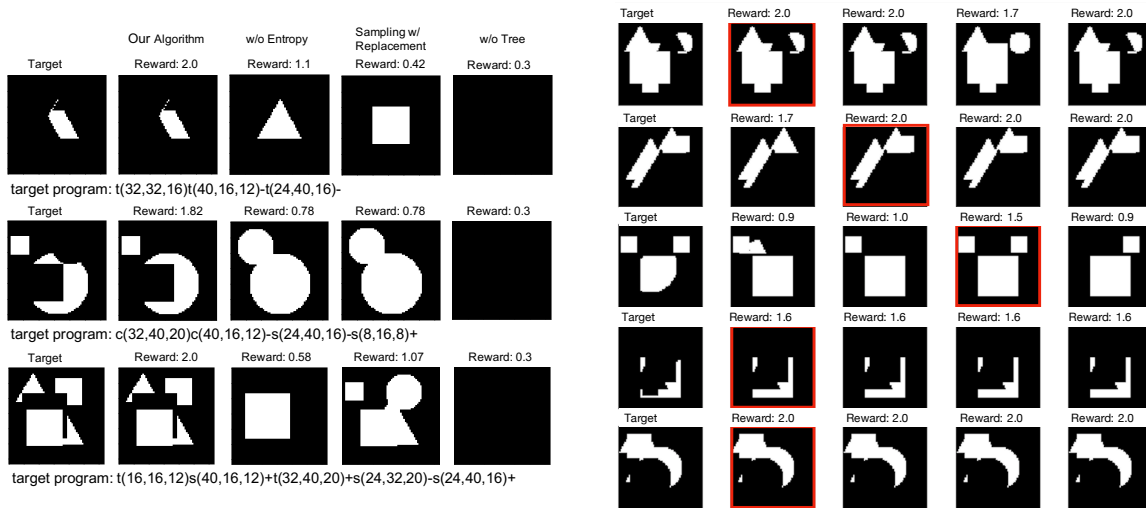 Our Algorithm w/o Entropy Sampling w/ Replacement w/o Tree
Target Reward: 2.0 Reward: 1.1 Reward: 0.42 Reward: 0.3
target program: t(32,32,16)t(40,16,12)-t(24,40,16)-
Target Reward: 1.82 Reward: 0.78 Reward: 0.78 Reward: 0.3
target program: c(32,40,20)c(40,16,12)-s(24,40,16)-s(8,16,8)+
Target Reward: 2.0 Reward: 0.58 Reward: 1.07 Reward: 0.3
target program: t(16,16,12)s(40,16,12)+t(32,40,20)+s(24,32,20)-s(24,40,16)+
Target Reward: 2.0 Reward: 2.0 Reward: 1.7 Reward: 2.0
Target Reward: 1.7 Reward: 2.0 Reward: 2.0 Reward: 2.0
Target Reward: 0.9 Reward: 1.0 Reward: 1.5 Reward: 0.9
Target Reward: 1.6 Reward: 1.6 Reward: 1.6 Reward: 1.6
Target Reward: 2.0 Reward: 2.0 Reward: 2.0 Reward: 2.0